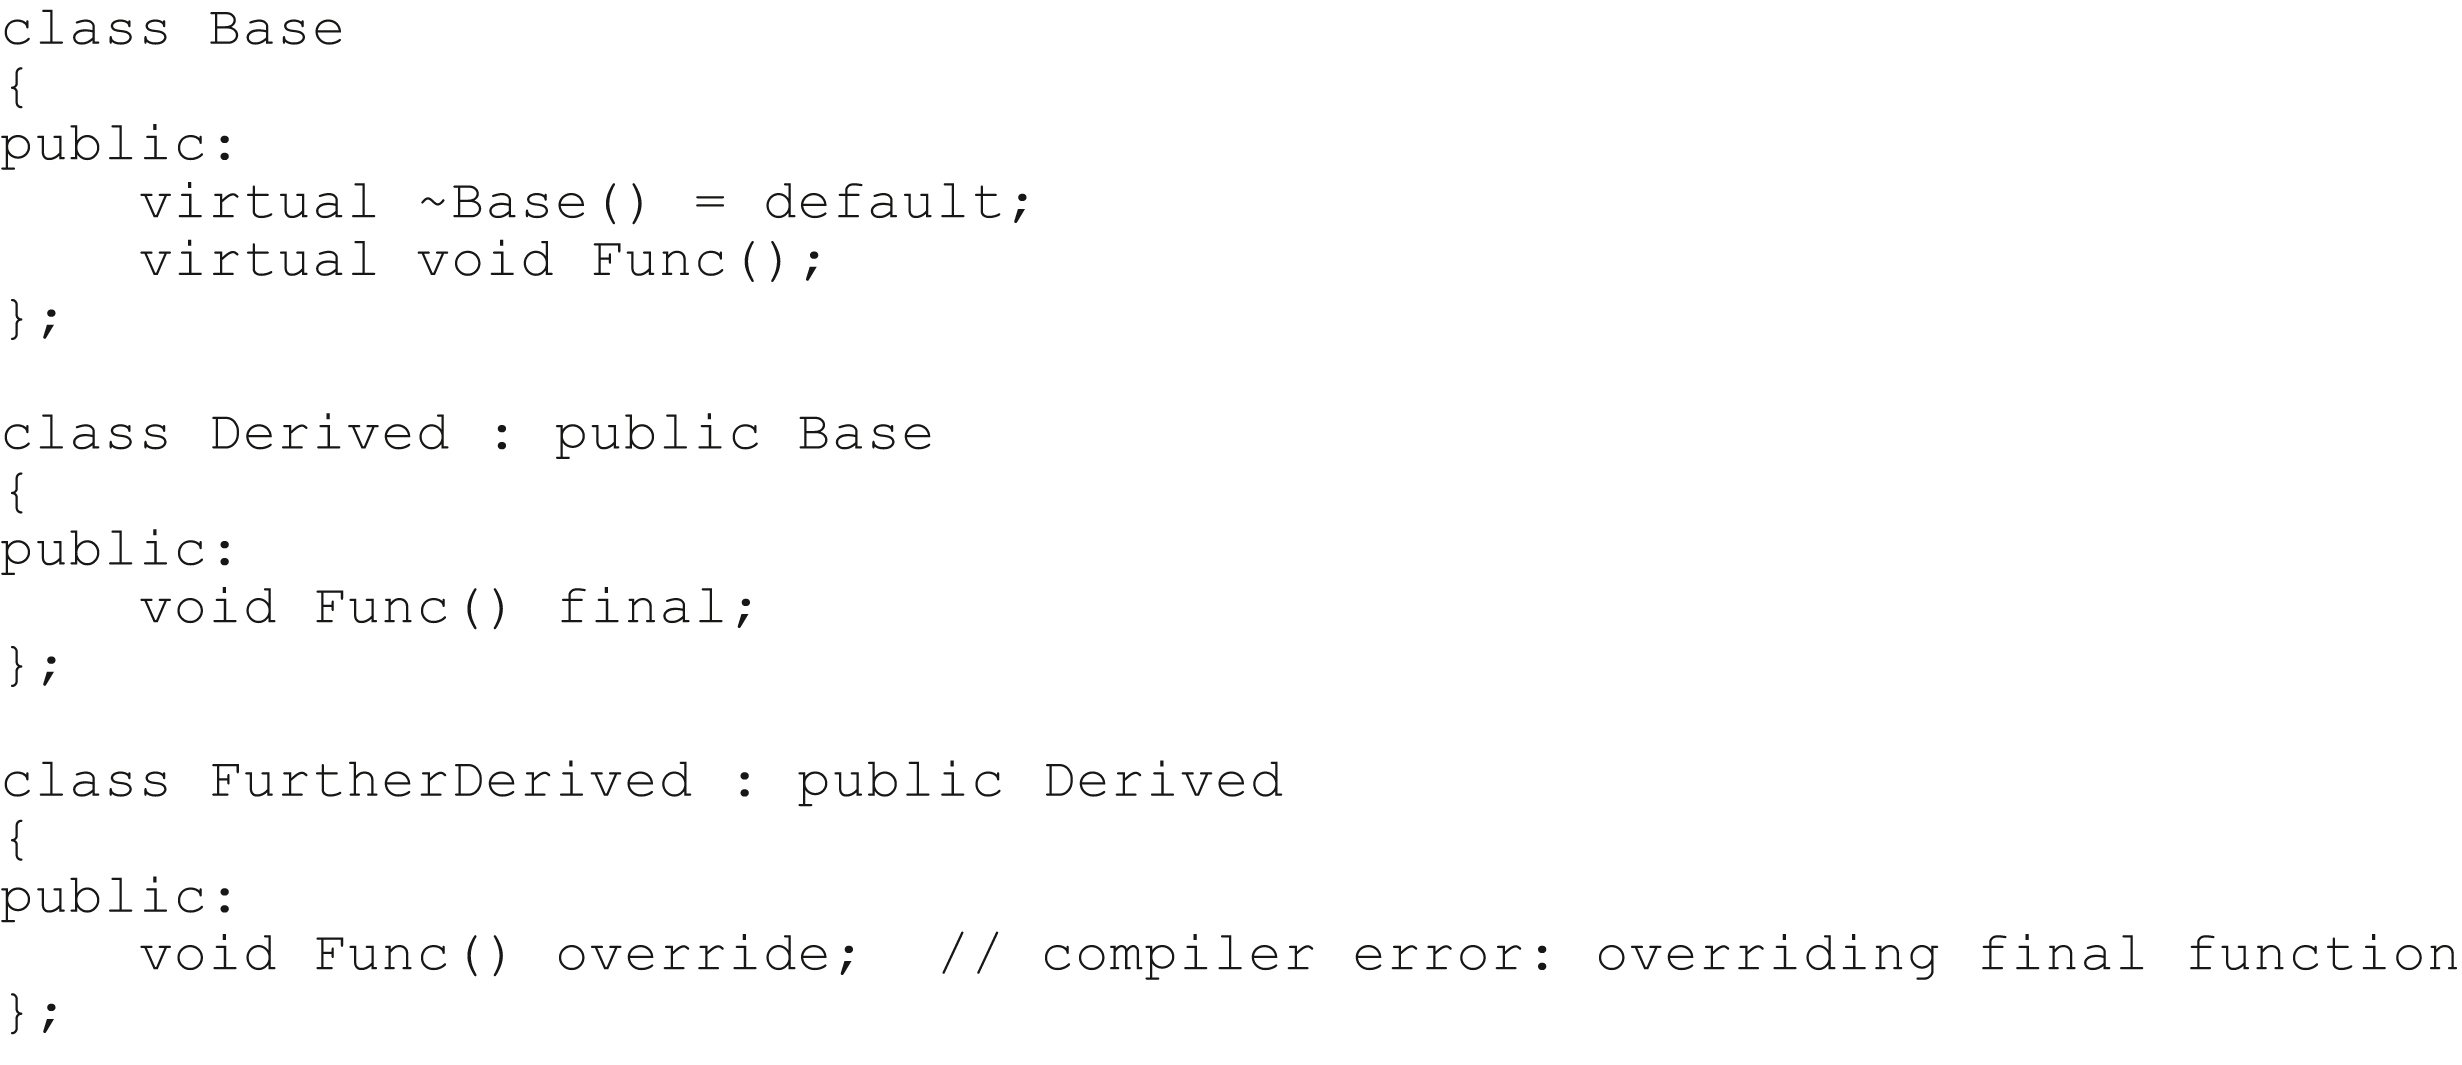 class Base
{
public:
    virtual ~Base() = default;
    virtual void Func();
};

class Derived : public Base
{
public:
    void Func() final;
};

class FurtherDerived : public Derived
{
public:
    void Func() override;  // compiler error: overriding final function
};